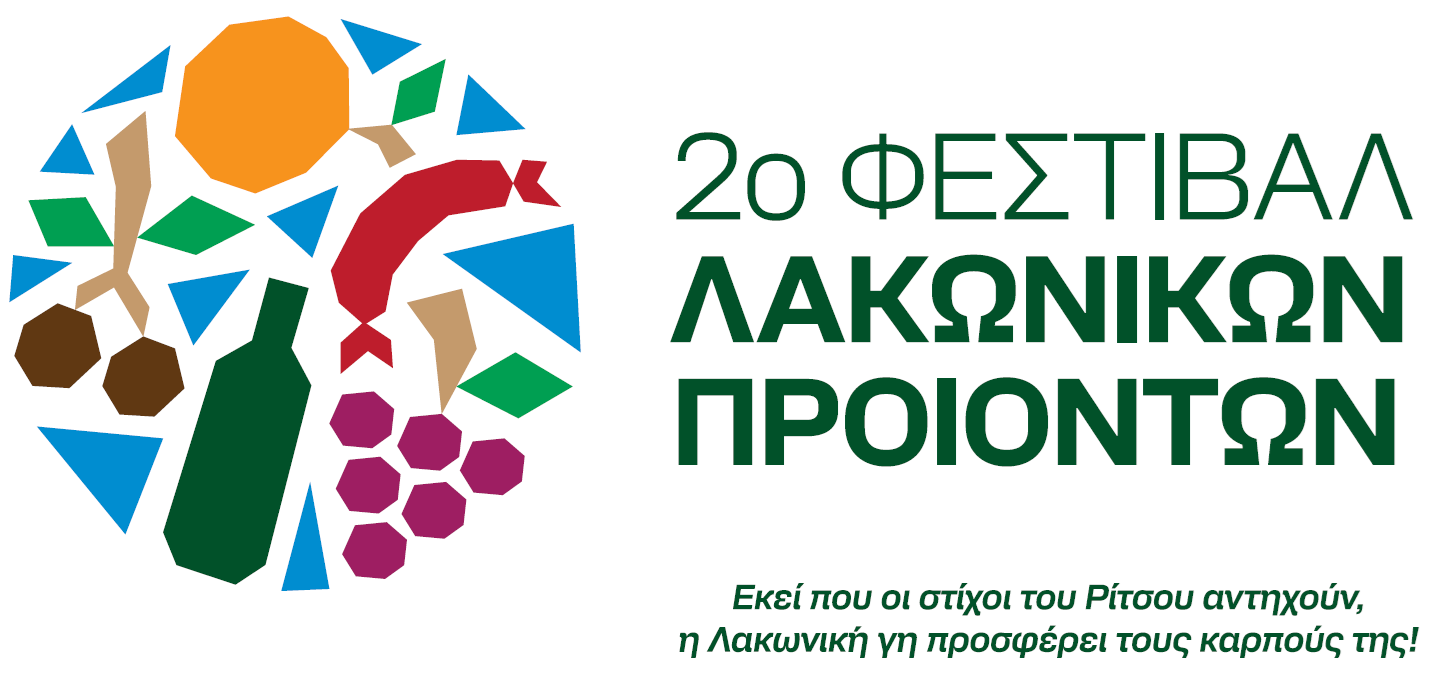 2ο ΦΕΣΤΙΒΑΛ
ΛΑΚΩΝΙΚΩΝ
ΠΡΟΙΟΝΤΩΝ
Εκεί που οι στίχοι του Ρίτσου αντηχούν,
η Λακωνική γη προσφέρει τους καρπούς της!